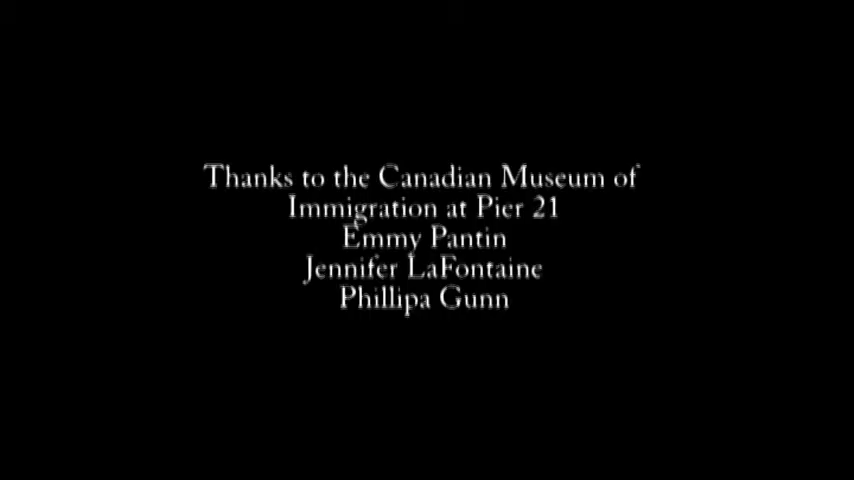 Thanks to the Canadian Museum of
Immigration at Pier 21
Emmy Pantin
Jennifer LaFontaine
Phillipa Gunn